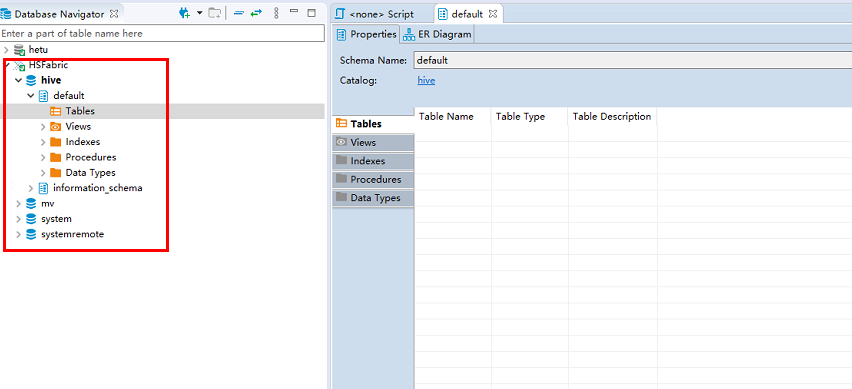 Database Navigator
Enter a part of table name here
hetu
HSFabric
hive
default
Tables
Views
Indexes
Procedures
Data Types
information_schema
mv
system
systemremote
<none> Script
default
Properties
ER Diagram
Schema Name: default
Catalog: hive
Tables
Views
Indexes
Procedures
Data Types
Table Name Table Type Table Description